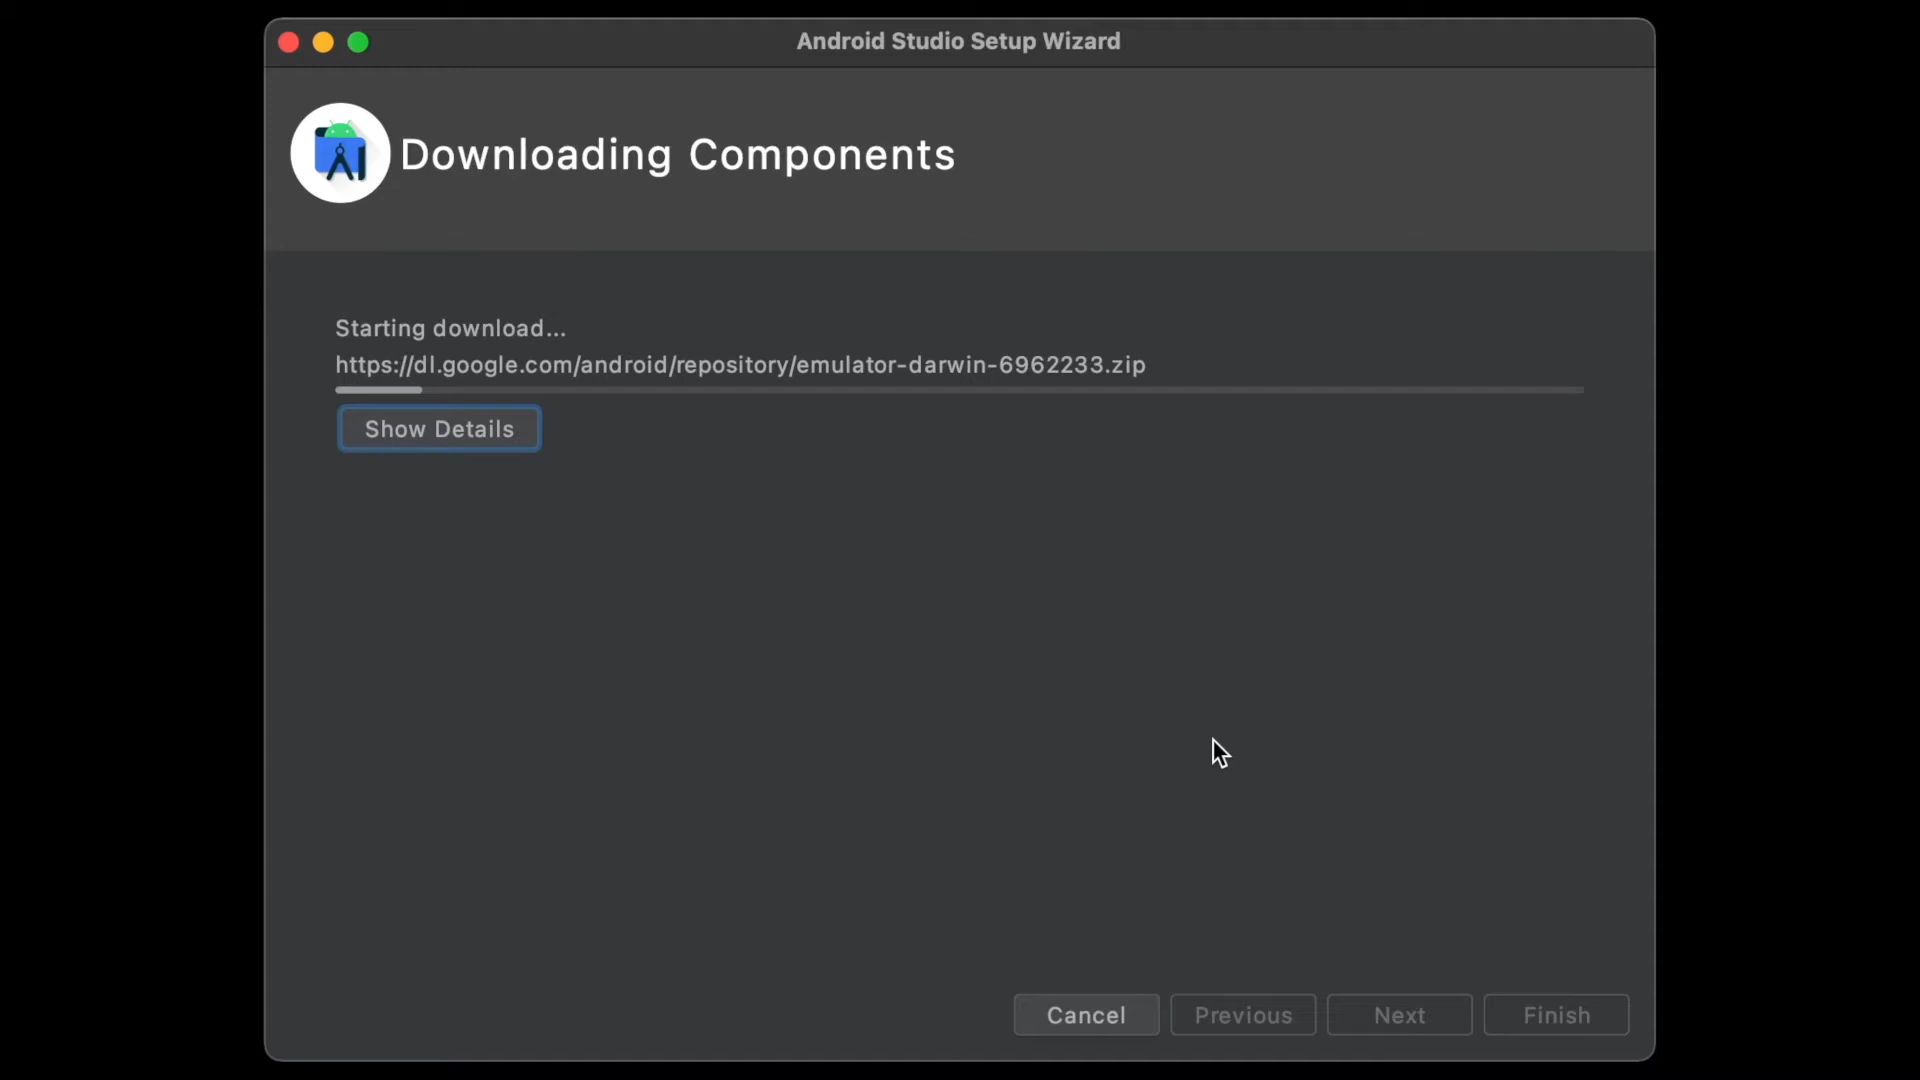 Android Studio Setup Wizard
Downloading Components
Starting download...
https://dl.google.com/android/repository/emulator-darwin-6962233.zip
Show Details
Cancel
Previous
Next
Finish